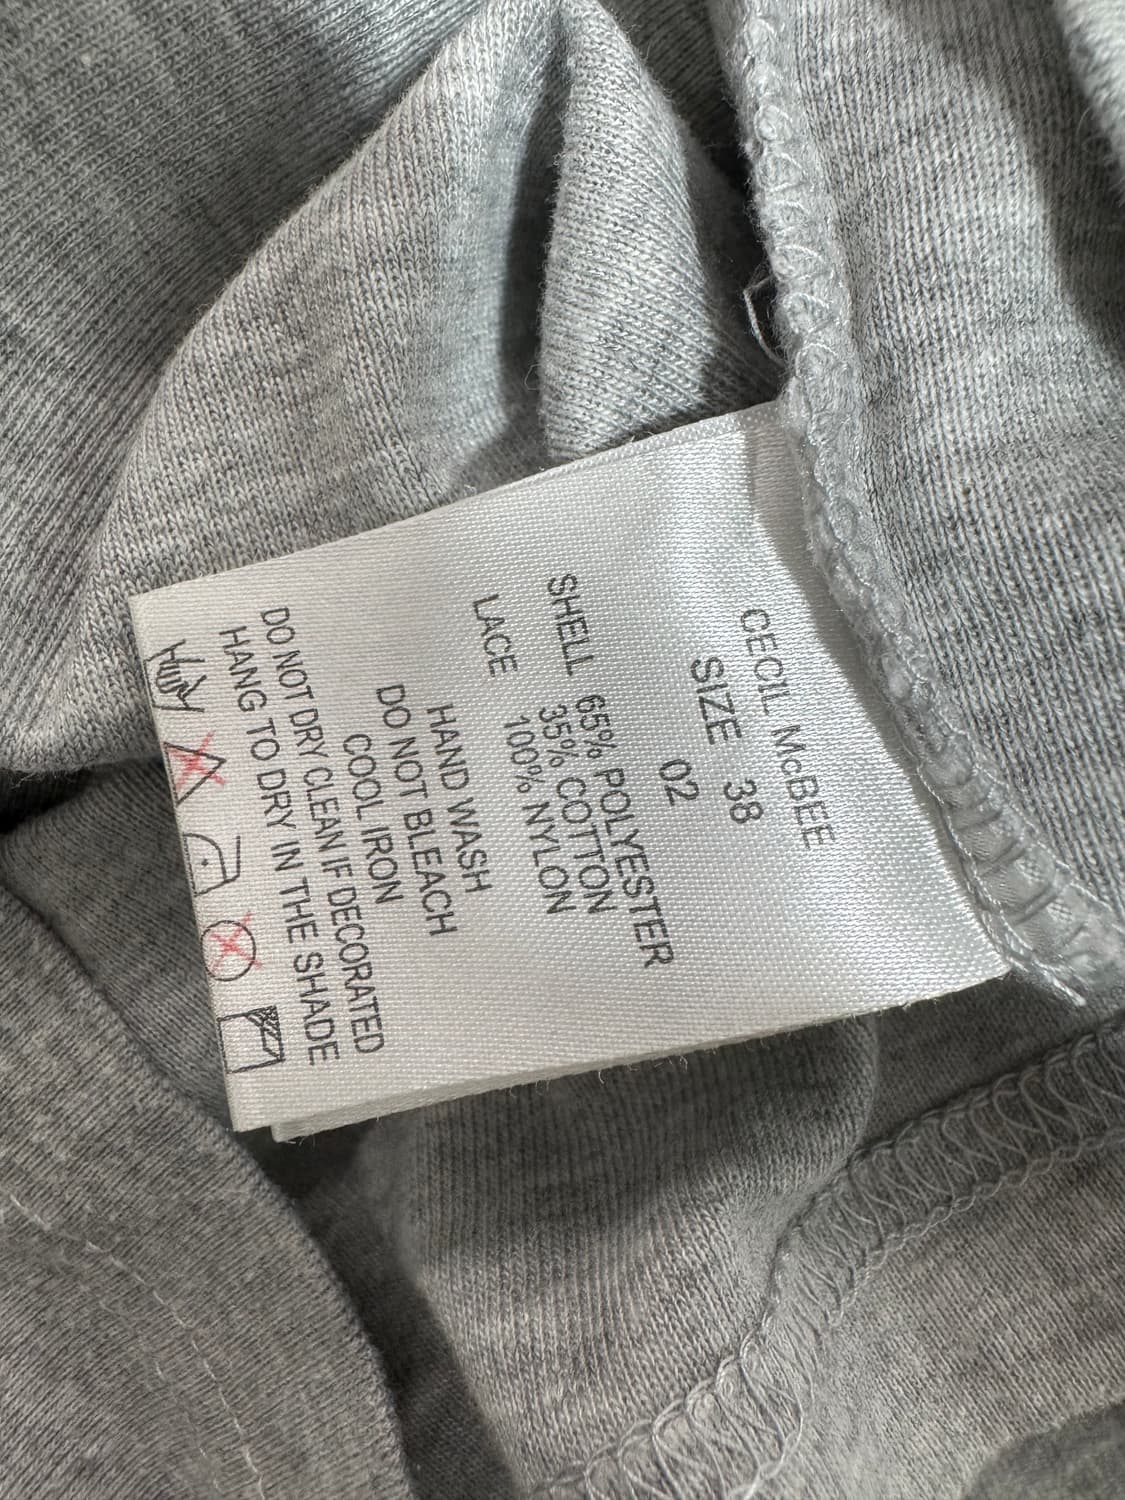 CECIL McBEE
SIZE 38
02
SHELL 65% POLYESTER
35% COTTON
LACE 100% NYLON
HAND WASH
DO NOT BLEACH
COOL IRON
DO NOT DRY CLEAN IF DECORATED
HANG TO DRY IN THE SHADE